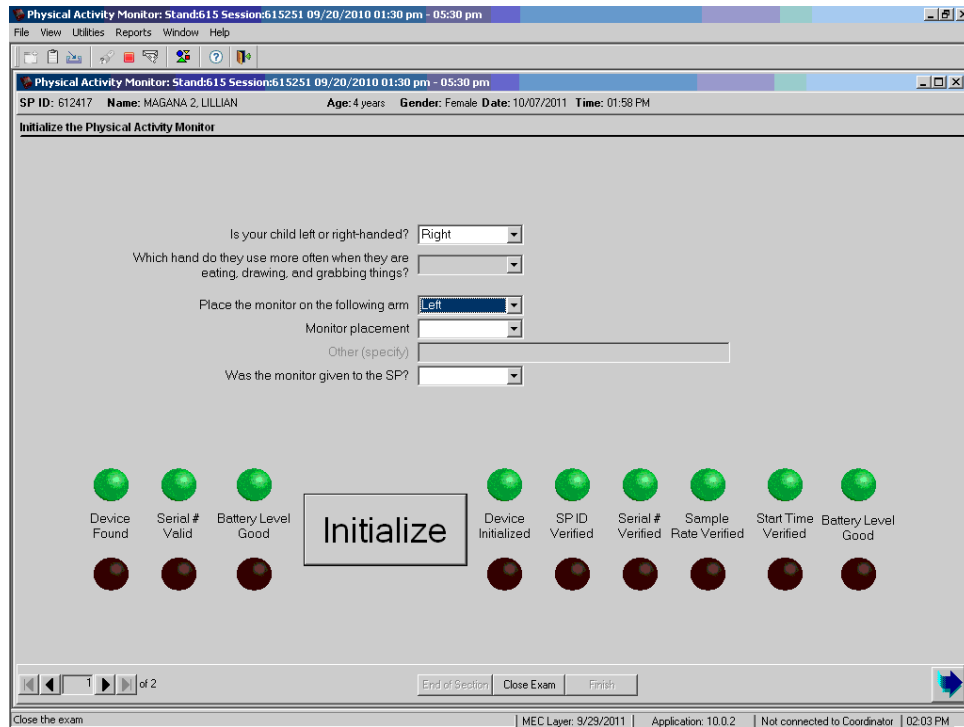 Physical Activity Monitor: Stand:615 Session:615251 09/20/2010 01:30 pm - 05:30 pm
File View Utilities Reports Window Help
Physical Activity Monitor: Stand:615 Session:615251 09/20/2010 01:30 pm - 05:30 pm
SP ID: 612417 Name: MAGANA 2, LILLIAN Age: 4 years Gender: Female Date: 10/07/2011 Time: 01:58 PM
Initialize the Physical Activity Monitor
Is your child left or right-handed? Right
Which hand do they use more often when they are
eating, drawing, and grabbing things?
Place the monitor on the following arm Left
Monitor placement
Other (specify)
Was the monitor given to the SP?
Device Serial # Battery Level Initialize Device SP ID Serial # Sample Start Time Battery Level
Found Valid Good Initialized Verified Verified Rate Verified Verified Good
1 of 2 End of Section Close Exam Finish
Close the exam MEC Layer: 9/29/2011 Application: 10.0.2 Not connected to Coordinator 02:03 PM